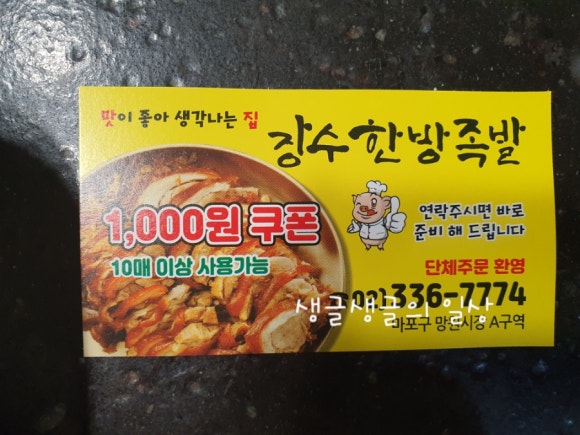 맛이 좋아 생각나는 집
장수한방족발
1,000원 쿠폰
10매 이상 사용가능
연락주시면 바로
준비 해 드립니다
단체주문 환영
02)336-7774
생글생글의 일상
마포구 망원시장 A구역